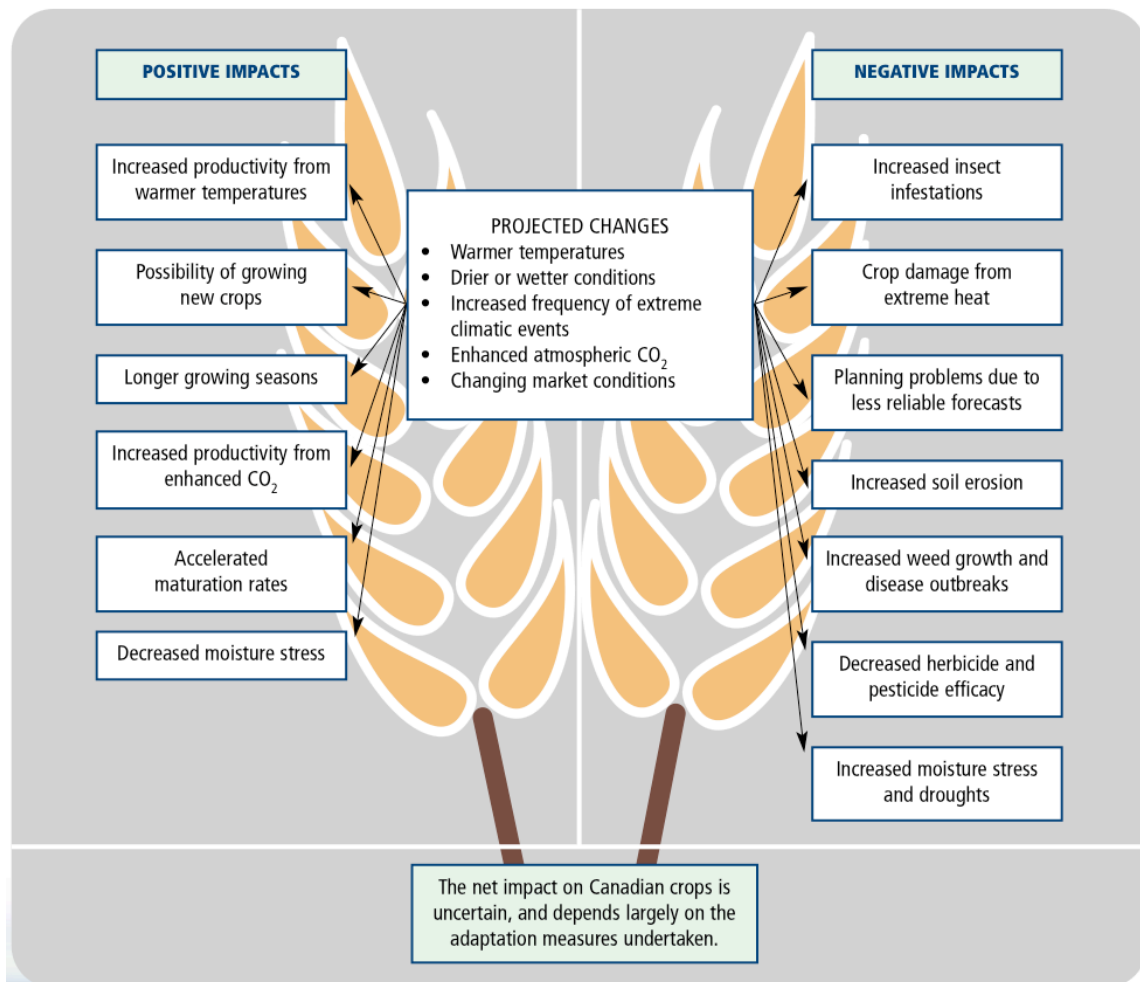 POSITIVE IMPACTS
Increased productivity from
warmer temperatures
Possibility of growing
new crops
Longer growing seasons
Increased productivity from
enhanced CO₂
Accelerated
maturation rates
Decreased moisture stress
PROJECTED CHANGES
• Warmer temperatures
• Drier or wetter conditions
• Increased frequency of extreme
climatic events
• Enhanced atmospheric CO₂
• Changing market conditions
NEGATIVE IMPACTS
Increased insect
infestations
Crop damage from
extreme heat
Planning problems due to
less reliable forecasts
Increased soil erosion
Increased weed growth and
disease outbreaks
Decreased herbicide and
pesticide efficacy
Increased moisture stress
and droughts
The net impact on Canadian crops is
uncertain, and depends largely on the
adaptation measures undertaken.